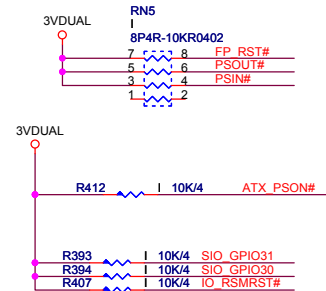 RN5
I
3VDUAL
8P4R-10KR0402
7 8 FP_RST#
5 6 PSOUT#
3 4 PSIN#
1 2
3VDUAL
R412 I 10K/4 ATX_PSON#
R393 I 10K/4 SIO_GPIO31
R394 I 10K/4 SIO_GPIO30
R407 I 10K/4 IO_RSMRST#